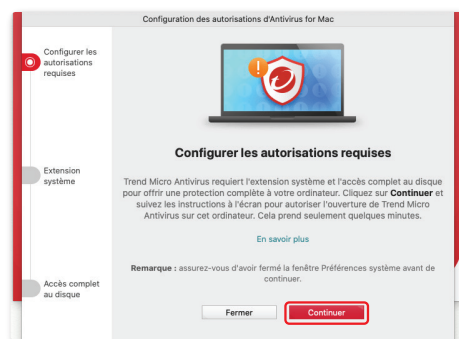 Configuration des autorisations d'Antivirus for Mac
Configurer les
autorisations
requises
Extension
système
Accès complet
au disque
Configurer les autorisations requises
Trend Micro Antivirus requiert l'extension système et l'accès complet au disque
pour offrir une protection complète à votre ordinateur. Cliquez sur Continuer et
suivez les instructions à l'écran pour autoriser l'ouverture de Trend Micro
Antivirus sur cet ordinateur. Cela prend seulement quelques minutes.
En savoir plus
Remarque : assurez-vous d'avoir fermé la fenêtre Préférences système avant de
continuer.
Fermer
Continuer